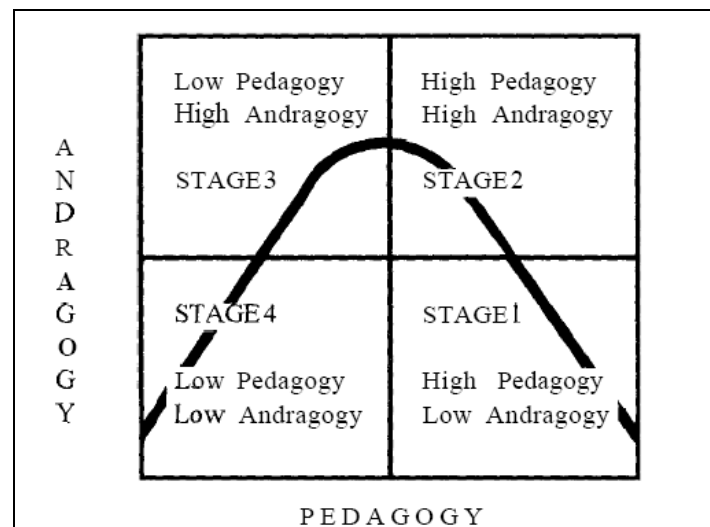 Low Pedagogy
High Andragogy
High Pedagogy
High Andragogy
STAGE3
STAGE2
ANDRAGOGY
STAGE4
STAGE1
Low Pedagogy
Low Andragogy
High Pedagogy
Low Andragogy
PEDAGOGY